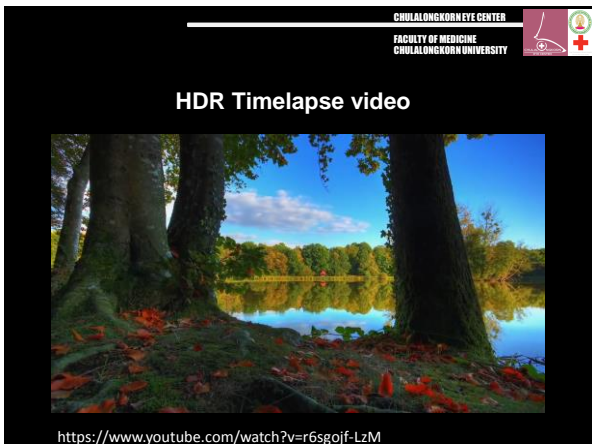 CHULALONGKORN EYE CENTER
FACULTY OF MEDICINE
CHULALONGKORN UNIVERSITY
HDR Timelapse video
https://www.youtube.com/watch?v=r6sgojf-LzM